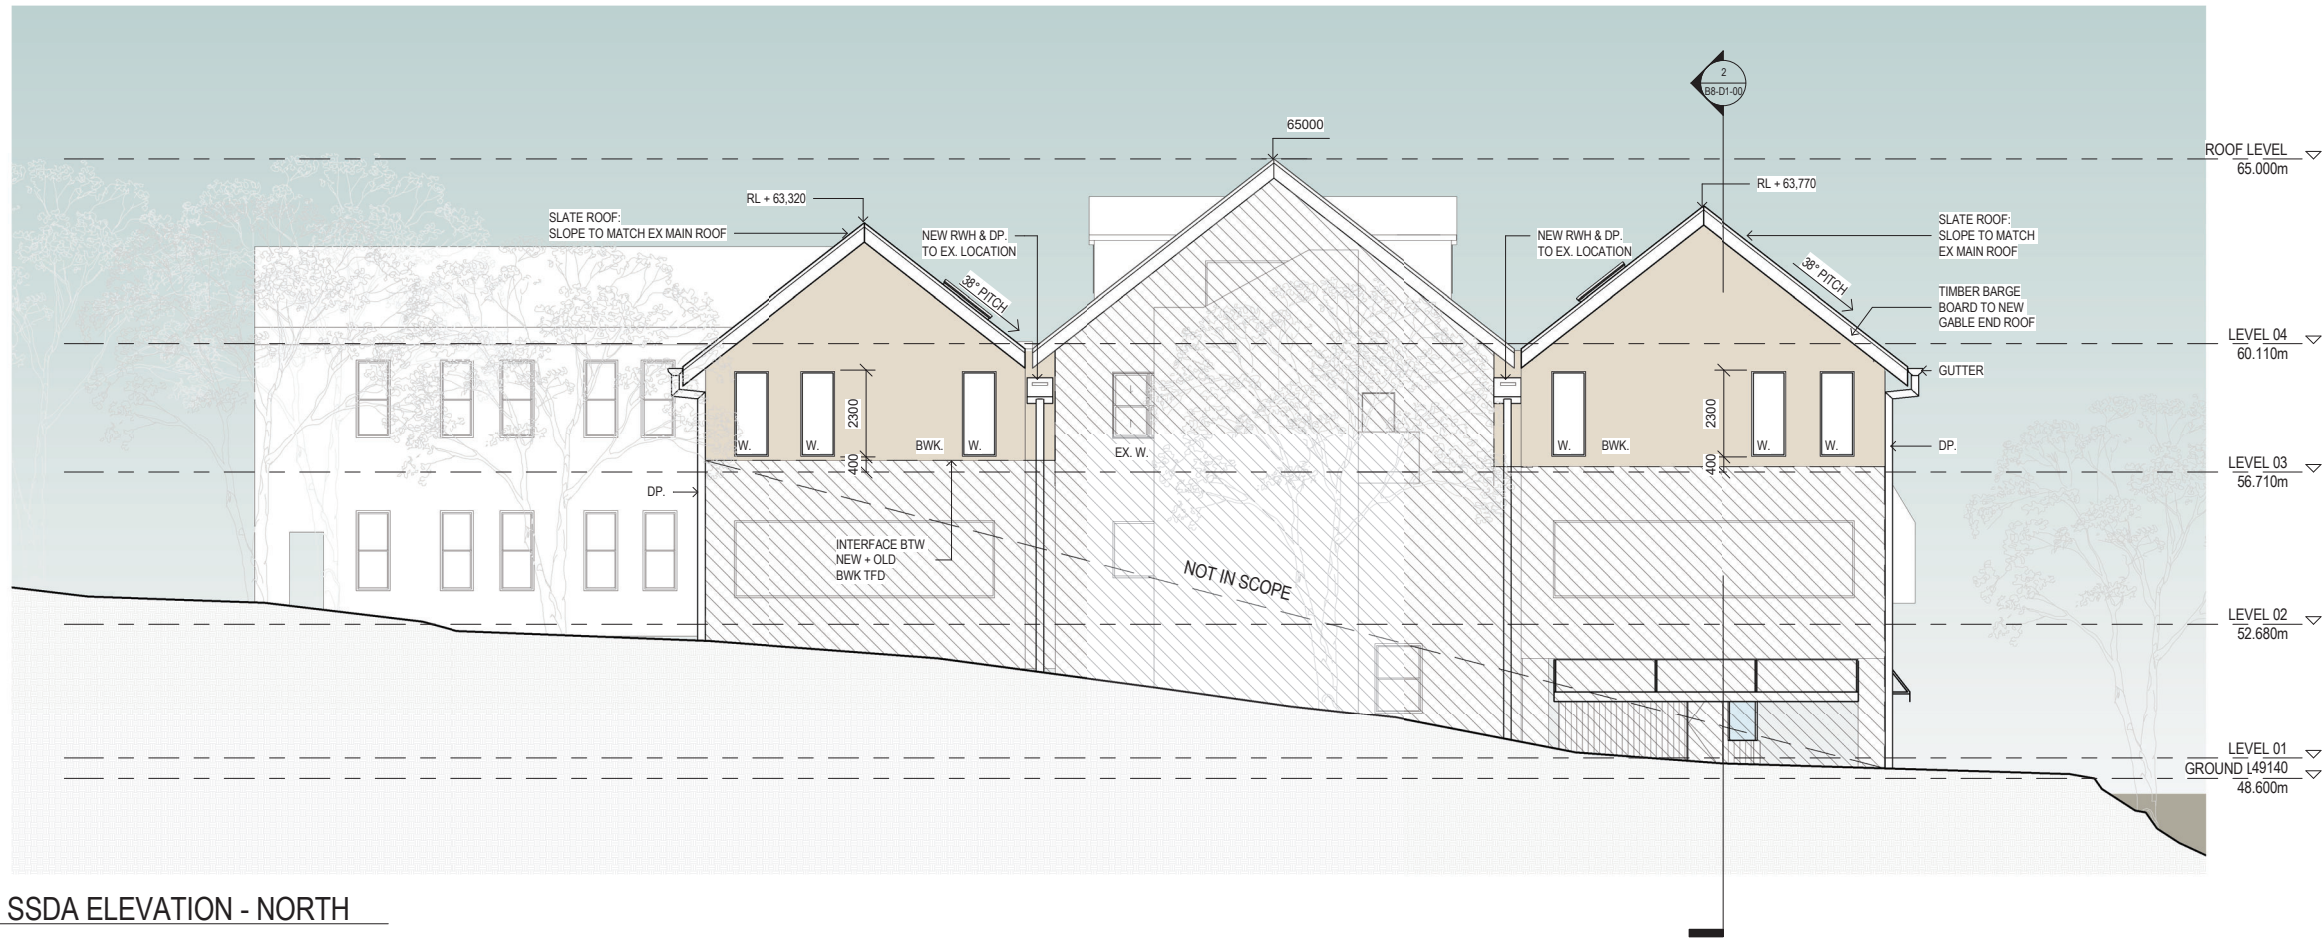 2
B8-D1-00
65000
ROOF LEVEL
65.000m
RL + 63,320
RL + 63,770
SLATE ROOF:
SLOPE TO MATCH EX MAIN ROOF
NEW RWH & DP.
TO EX. LOCATION
NEW RWH & DP.
TO EX. LOCATION
SLATE ROOF:
SLOPE TO MATCH
EX MAIN ROOF
38° PITCH
38° PITCH
TIMBER BARGE
BOARD TO NEW
GABLE END ROOF
LEVEL 04
60.110m
GUTTER
2300
2300
W.
W.
BWK.
W.
EX. W.
W.
BWK.
W.
W.
DP.
400
400
LEVEL 03
56.710m
DP.
INTERFACE BTW
NEW + OLD
BWK TFD
NOT IN SCOPE
LEVEL 02
52.680m
LEVEL 01
GROUND L49140
48.600m
SSDA ELEVATION - NORTH